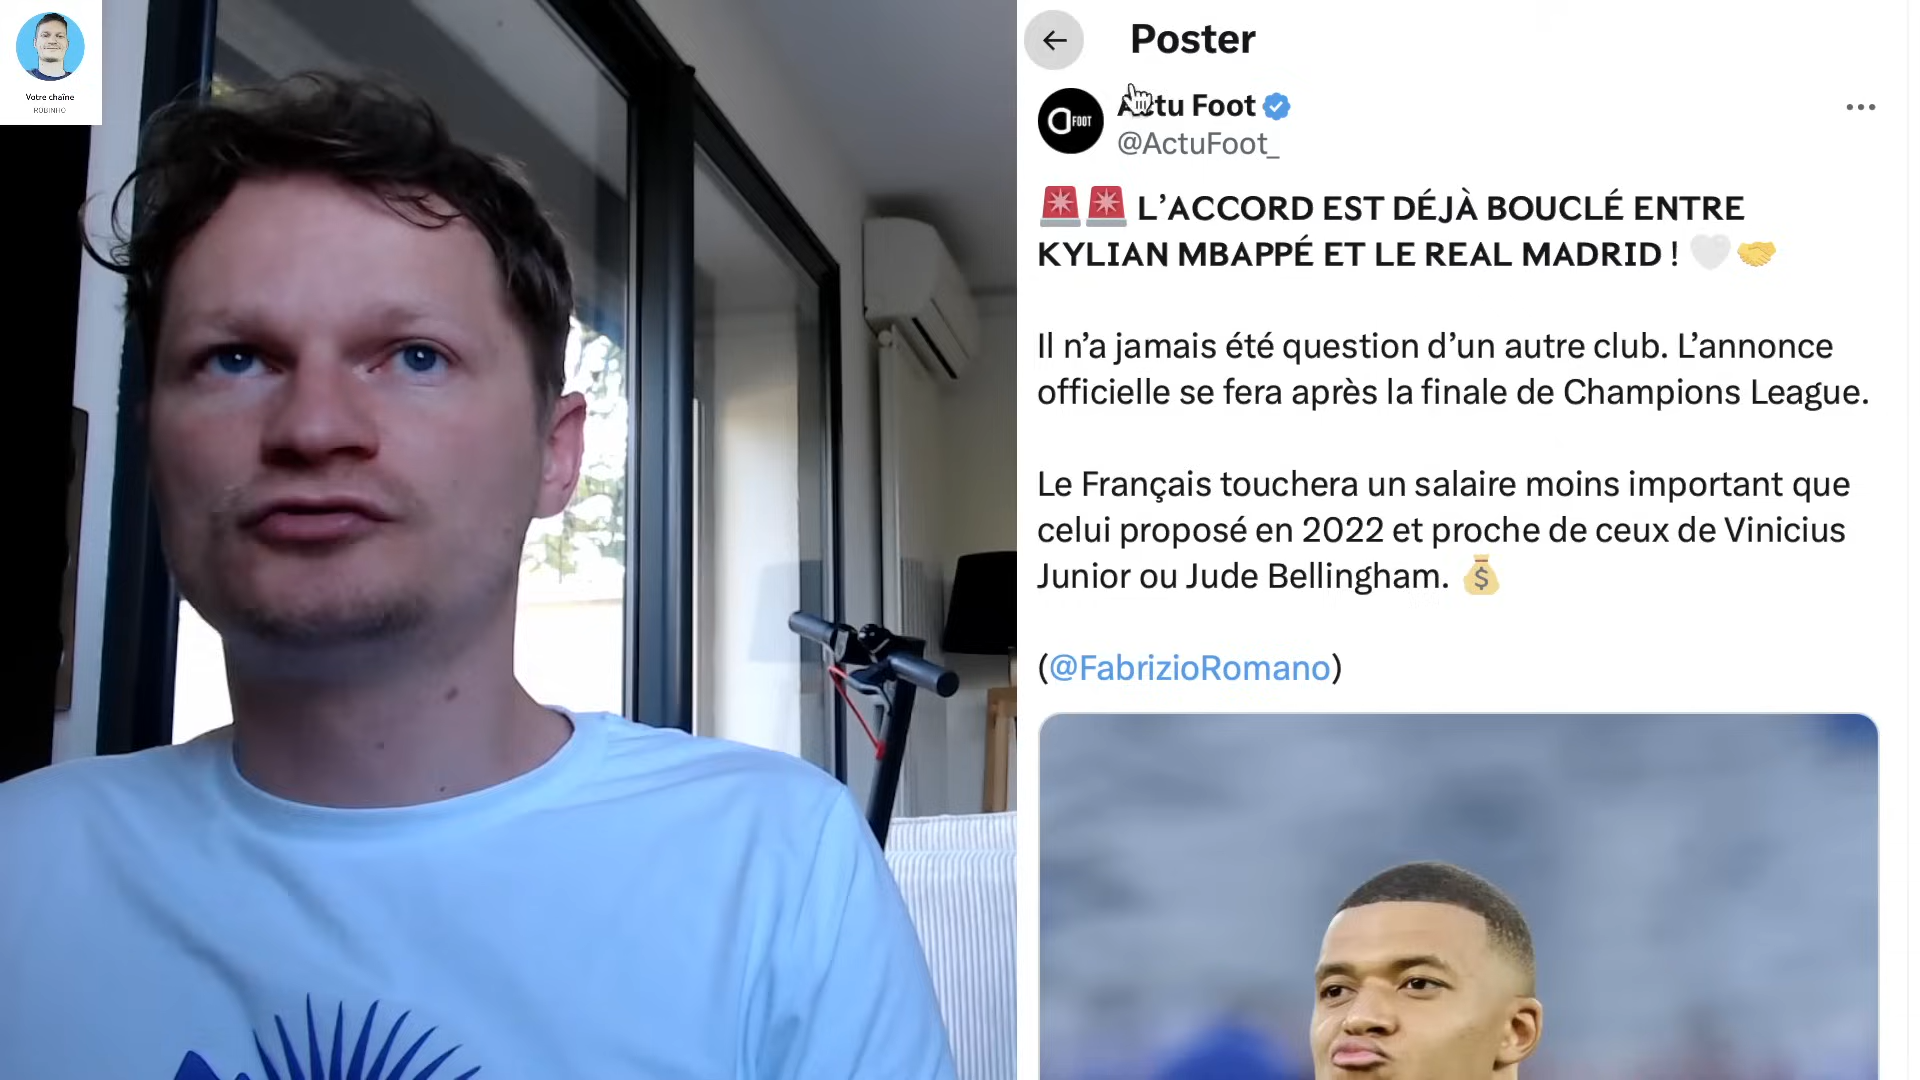 Votre chaîne
ROBINHO
Poster
Actu Foot
@ActuFoot_
FOOT
🚨🚨 L’ACCORD EST DÉJÀ BOUCLÉ ENTRE
KYLIAN MBAPPÉ ET LE REAL MADRID ! 🤍🤝
Il n’a jamais été question d’un autre club. L’annonce
officielle se fera après la finale de Champions League.
Le Français touchera un salaire moins important que
celui proposé en 2022 et proche de ceux de Vinicius
Junior ou Jude Bellingham. 💰
(@FabrizioRomano)